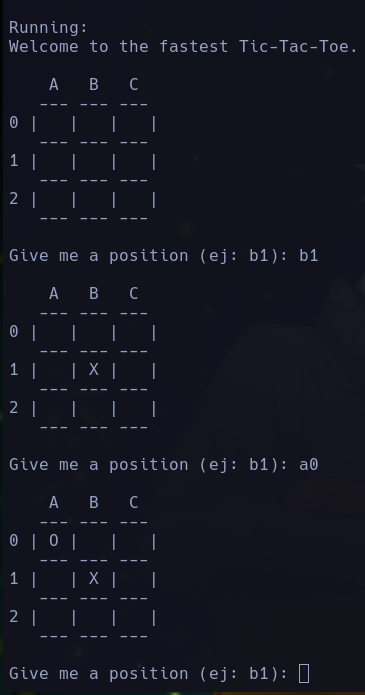 Running:
Welcome to the fastest Tic-Tac-Toe.
    A   B   C
   --- --- ---
0 |   |   |   |
   --- --- ---
1 |   |   |   |
   --- --- ---
2 |   |   |   |
   --- --- ---
Give me a position (ej: b1): b1
    A   B   C
   --- --- ---
0 |   |   |   |
   --- --- ---
1 |   | X |   |
   --- --- ---
2 |   |   |   |
   --- --- ---
Give me a position (ej: b1): a0
    A   B   C
   --- --- ---
0 | O |   |   |
   --- --- ---
1 |   | X |   |
   --- --- ---
2 |   |   |   |
   --- --- ---
Give me a position (ej: b1):